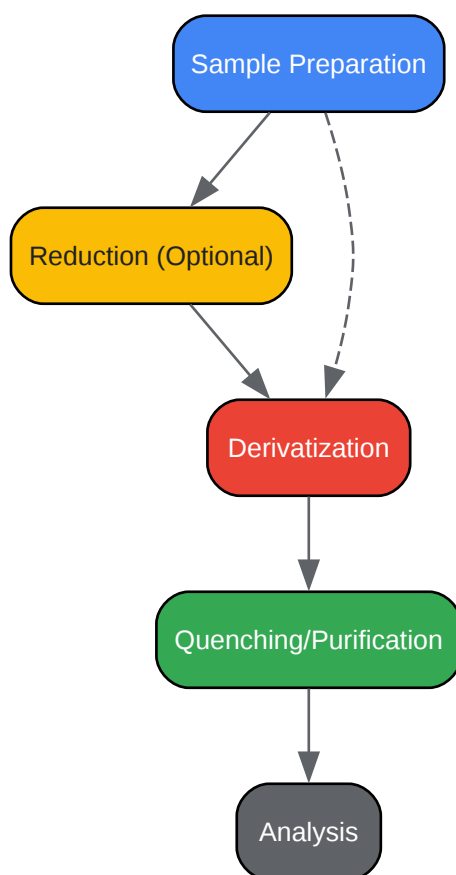 Sample Preparation
Reduction (Optional)
Derivatization
Quenching/Purification
Analysis